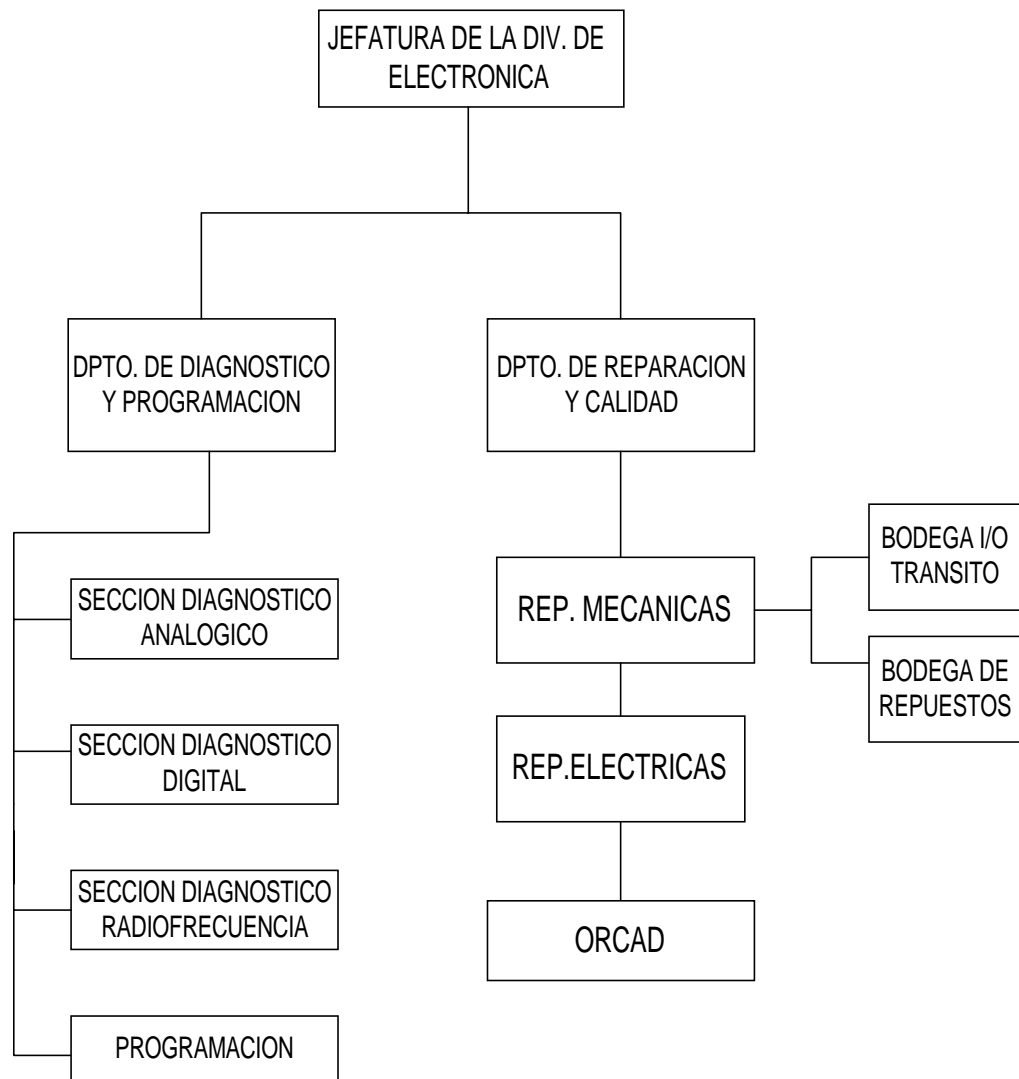 JEFATURA DE LA DIV. DE
ELECTRONICA
DPTO. DE DIAGNOSTICO
Y PROGRAMACION
DPTO. DE REPARACION
Y CALIDAD
SECCION DIAGNOSTICO
ANALOGICO
SECCION DIAGNOSTICO
DIGITAL
SECCION DIAGNOSTICO
RADIOFRECUENCIA
PROGRAMACION
REP. MECANICAS
REP.ELECTRICAS
ORCAD
BODEGA I/O
TRANSITO
BODEGA DE
REPUESTOS